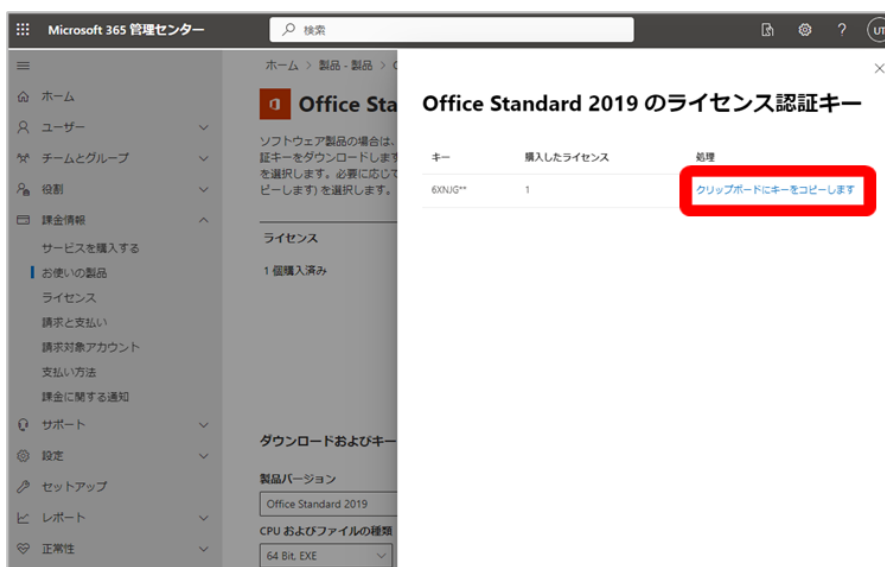 Microsoft 365 管理センター
検索
UT
ホーム
ユーザー
チームとグループ
役割
課金情報
サービスを購入する
お使いの製品
ライセンス
請求と支払い
請求対象アカウント
支払い方法
課金に関する通知
サポート
設定
セットアップ
レポート
正常性
ホーム > 製品 - 製品 >
Office Sta
ソフトウェア製品の場合は、
証キーをダウンロードします
を選択します。必要に応じて
ピーします) を選択します。
ライセンス
1 個購入済み
ダウンロードおよびキー
製品バージョン
Office Standard 2019
CPU およびファイルの種類
64 Bit, EXE
Office Standard 2019 のライセンス認証キー
キー 購入したライセンス 処理
6XNJG** 1 クリップボードにキーをコピーします